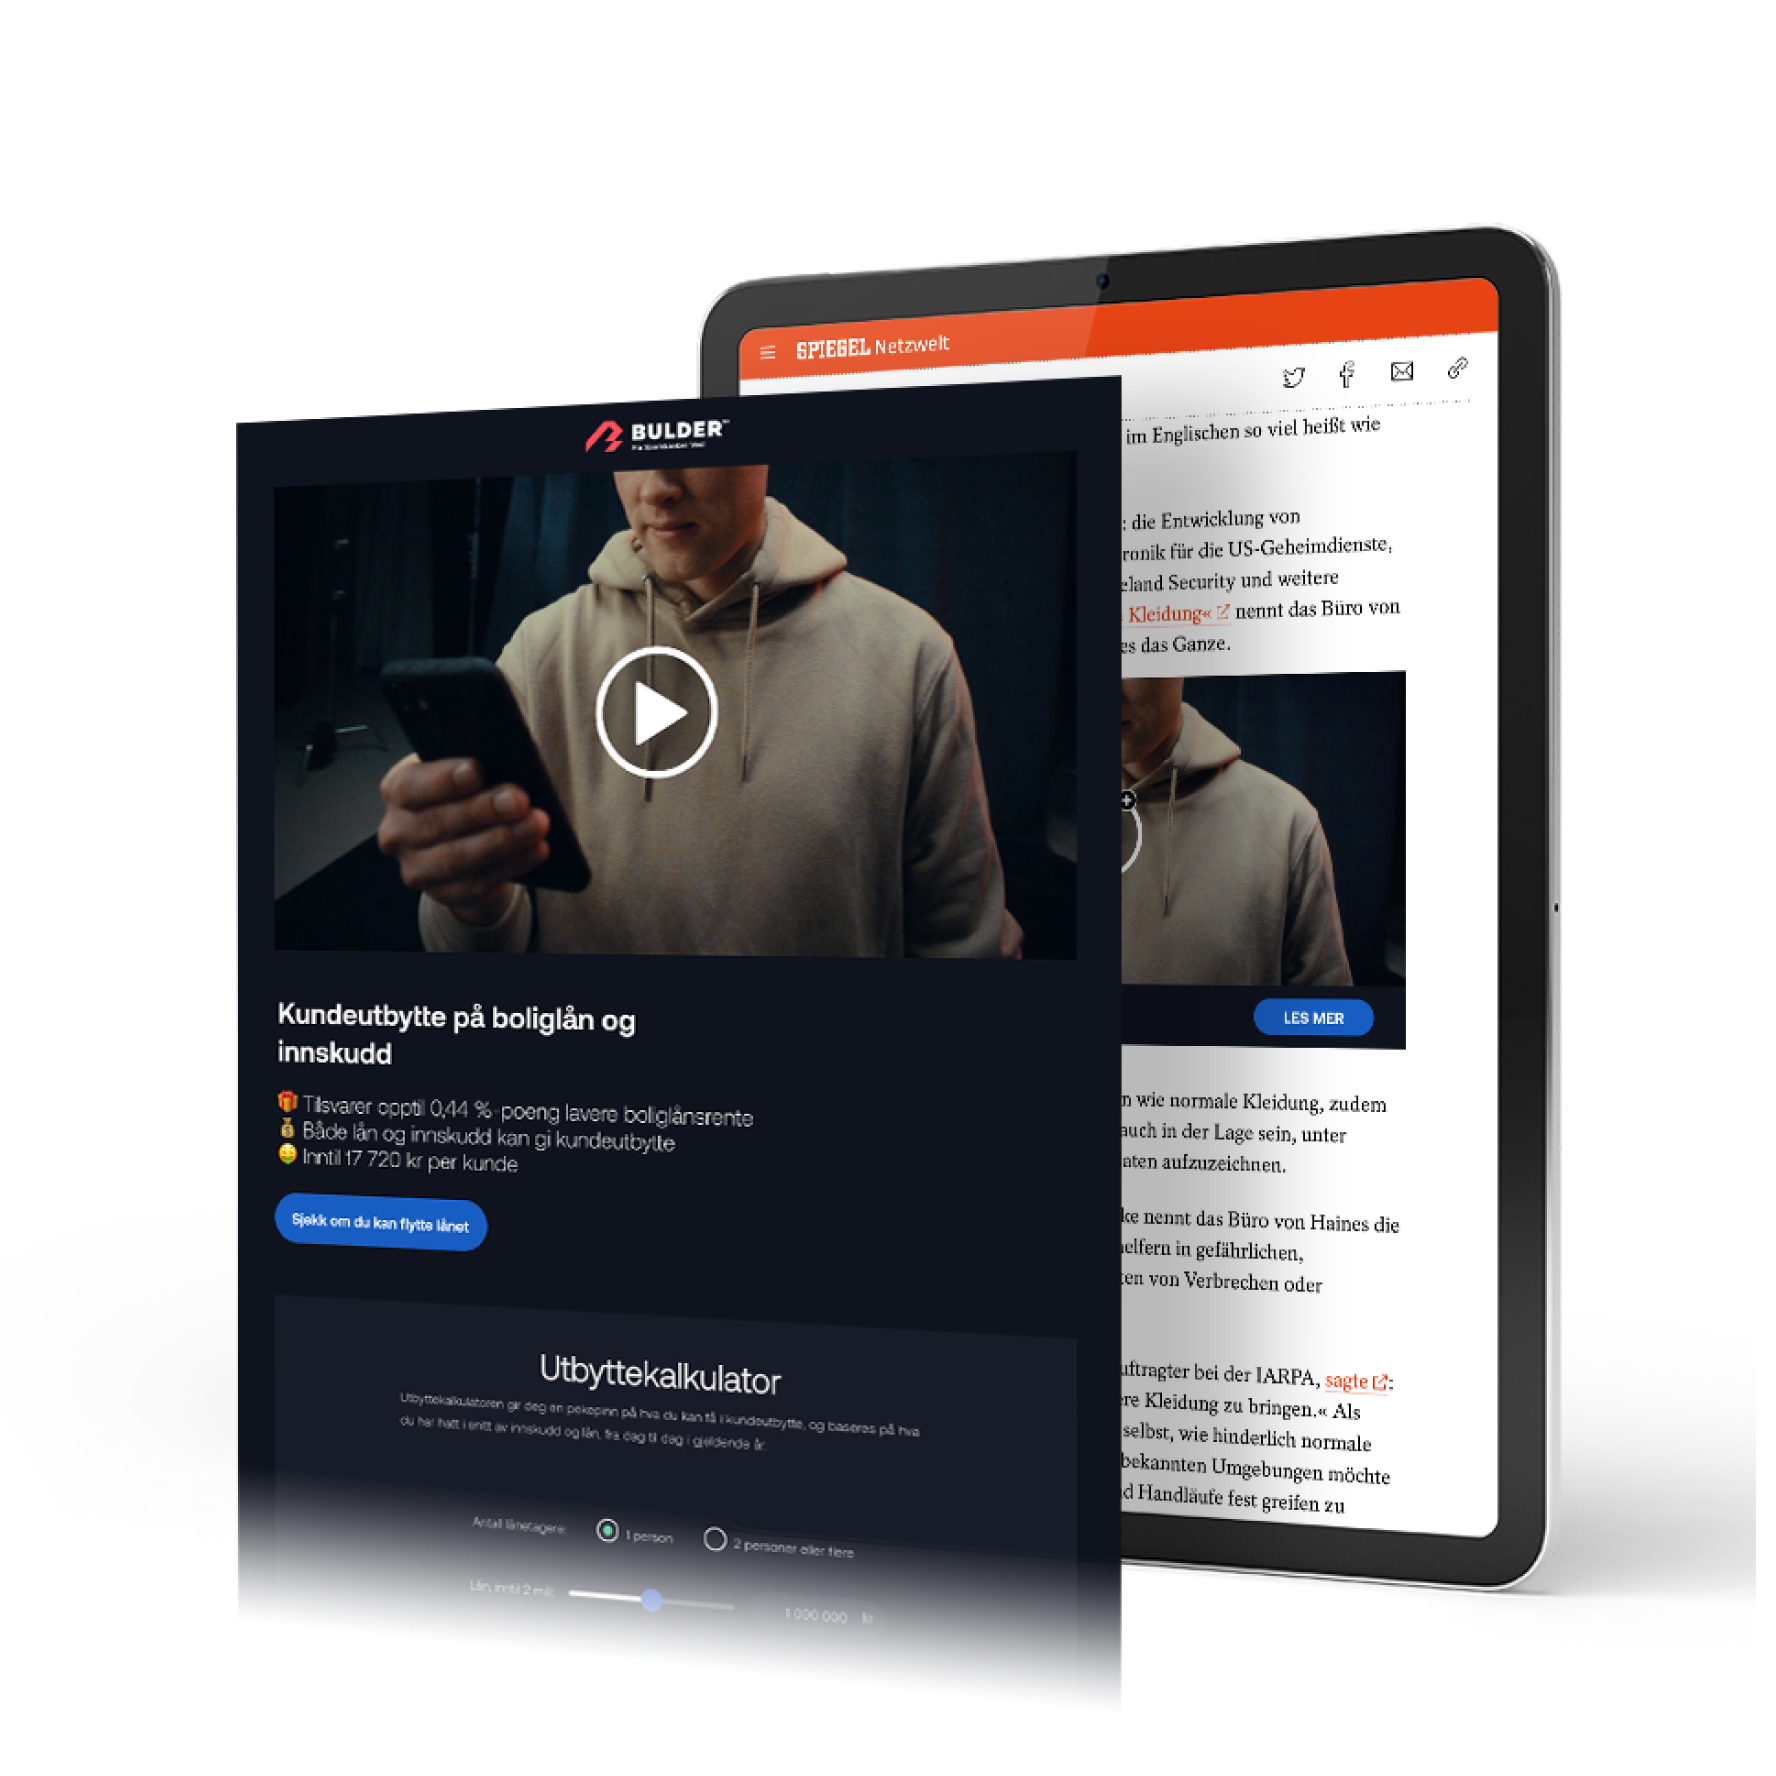 SPIEGEL Netzwelt
im Englischen so viel heißt wie
: die Entwicklung von
ronik für die US-Geheimdienste,
eland Security und weitere
Kleidung« nennt das Büro von
es das Ganze.
LES MER
n wie normale Kleidung, zudem
auch in der Lage sein, unter
aten aufzuzeichnen.
ke nennt das Büro von Haines die
elfern in gefährlichen,
ten von Verbrechen oder
uftragter bei der IARPA, sagte:
re Kleidung zu bringen.« Als
selbst, wie hinderlich normale
bekannten Umgebungen möchte
d Handläufe fest greifen zu
BULDER
Kundeutbytte på boliglån og
innskudd
Tilsvarer opptil 0,44 %-poeng lavere boliglånsrente
Både lån og innskudd kan gi kundeutbytte
Inntil 17 720 kr per kunde
Sjekk om du kan flytte lånet
Utbyttekalkulator
Utbyttekalkulatoren gir deg en pekepinn på hva du kan få i kundeutbytte, og baseres på hva
du har hatt i snitt av innskudd og lån, fra dag til dag i gjeldende år.
Antall lånetagere:
1 person
2 personer eller flere
Lån, inntil 2 mill:
1 000 000 kr